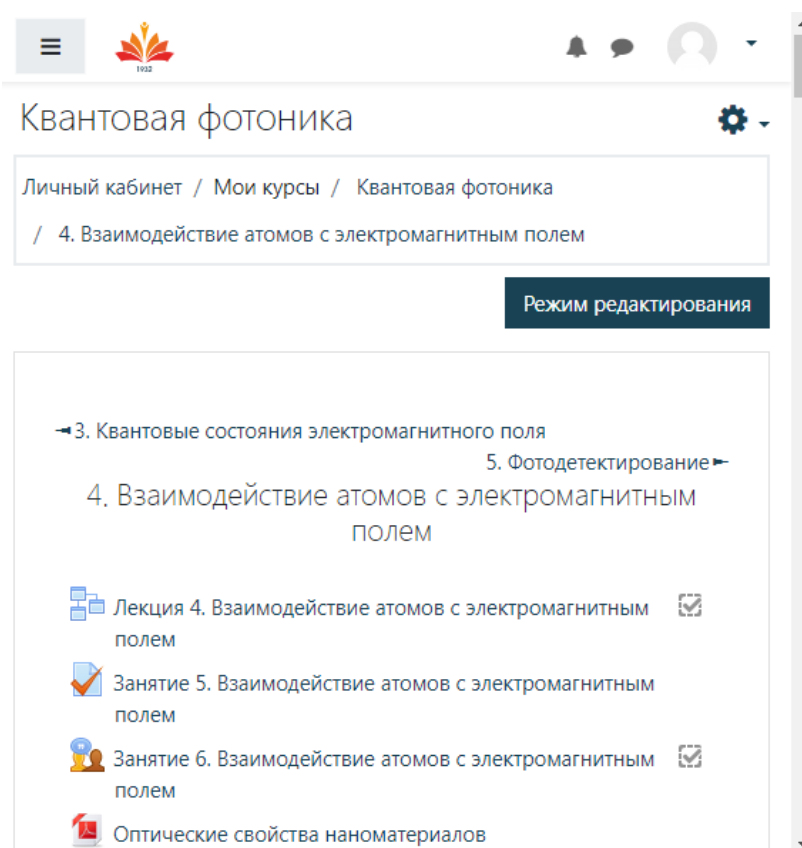 1932
Квантовая фотоника
Личный кабинет / Мои курсы / Квантовая фотоника
/ 4. Взаимодействие атомов с электромагнитным полем
Режим редактирования
3. Квантовые состояния электромагнитного поля
5. Фотодетектирование
4. Взаимодействие атомов с электромагнитным
полем
Лекция 4. Взаимодействие атомов с электромагнитным
полем
Занятие 5. Взаимодействие атомов с электромагнитным
полем
Занятие 6. Взаимодействие атомов с электромагнитным
полем
Оптические свойства наноматериалов